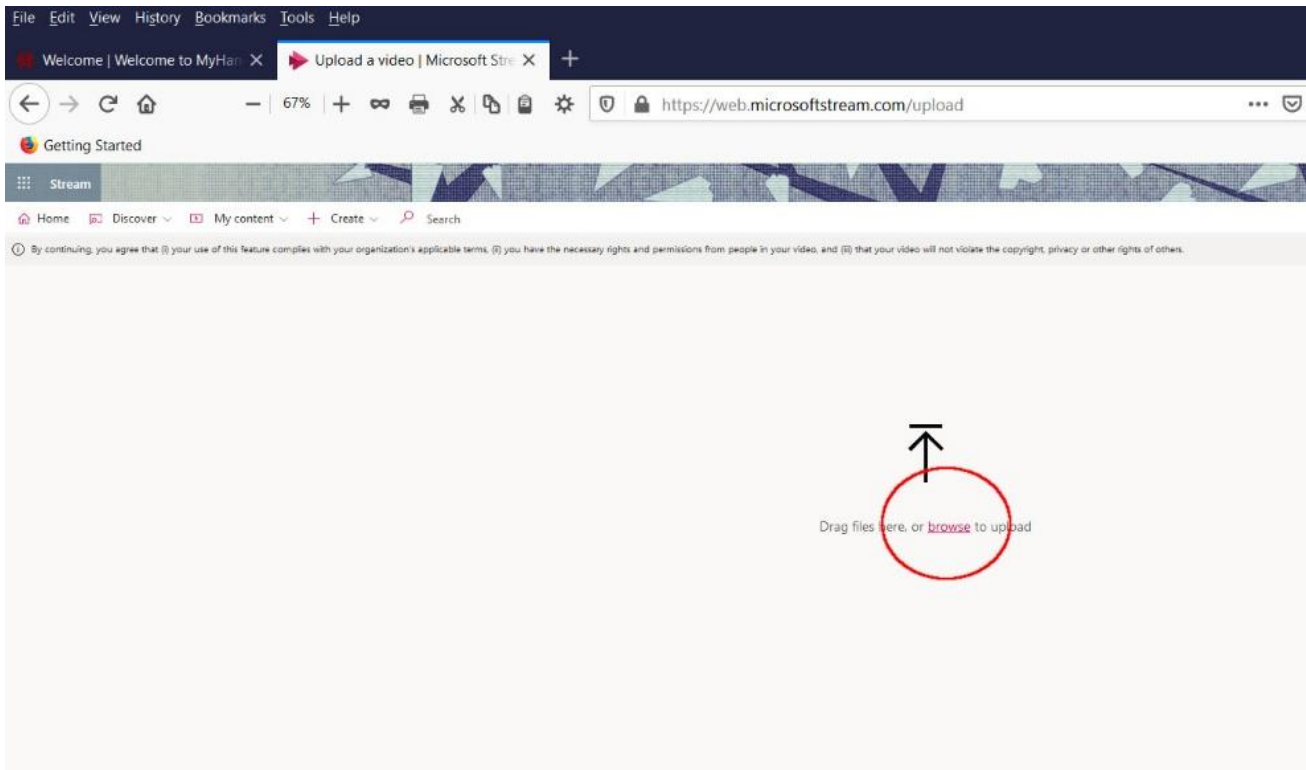 File Edit View History Bookmarks Tools Help
Welcome | Welcome to MyHan
Upload a video | Microsoft Stre
67%
https://web.microsoftstream.com/upload
Getting Started
Stream
Home Discover My content Create Search
By continuing, you agree that (i) your use of this feature complies with your organization's applicable terms, (ii) you have the necessary rights and permissions from people in your video, and (iii) that your video will not violate the copyright, privacy or other rights of others.
Drag files here, or browse to upload